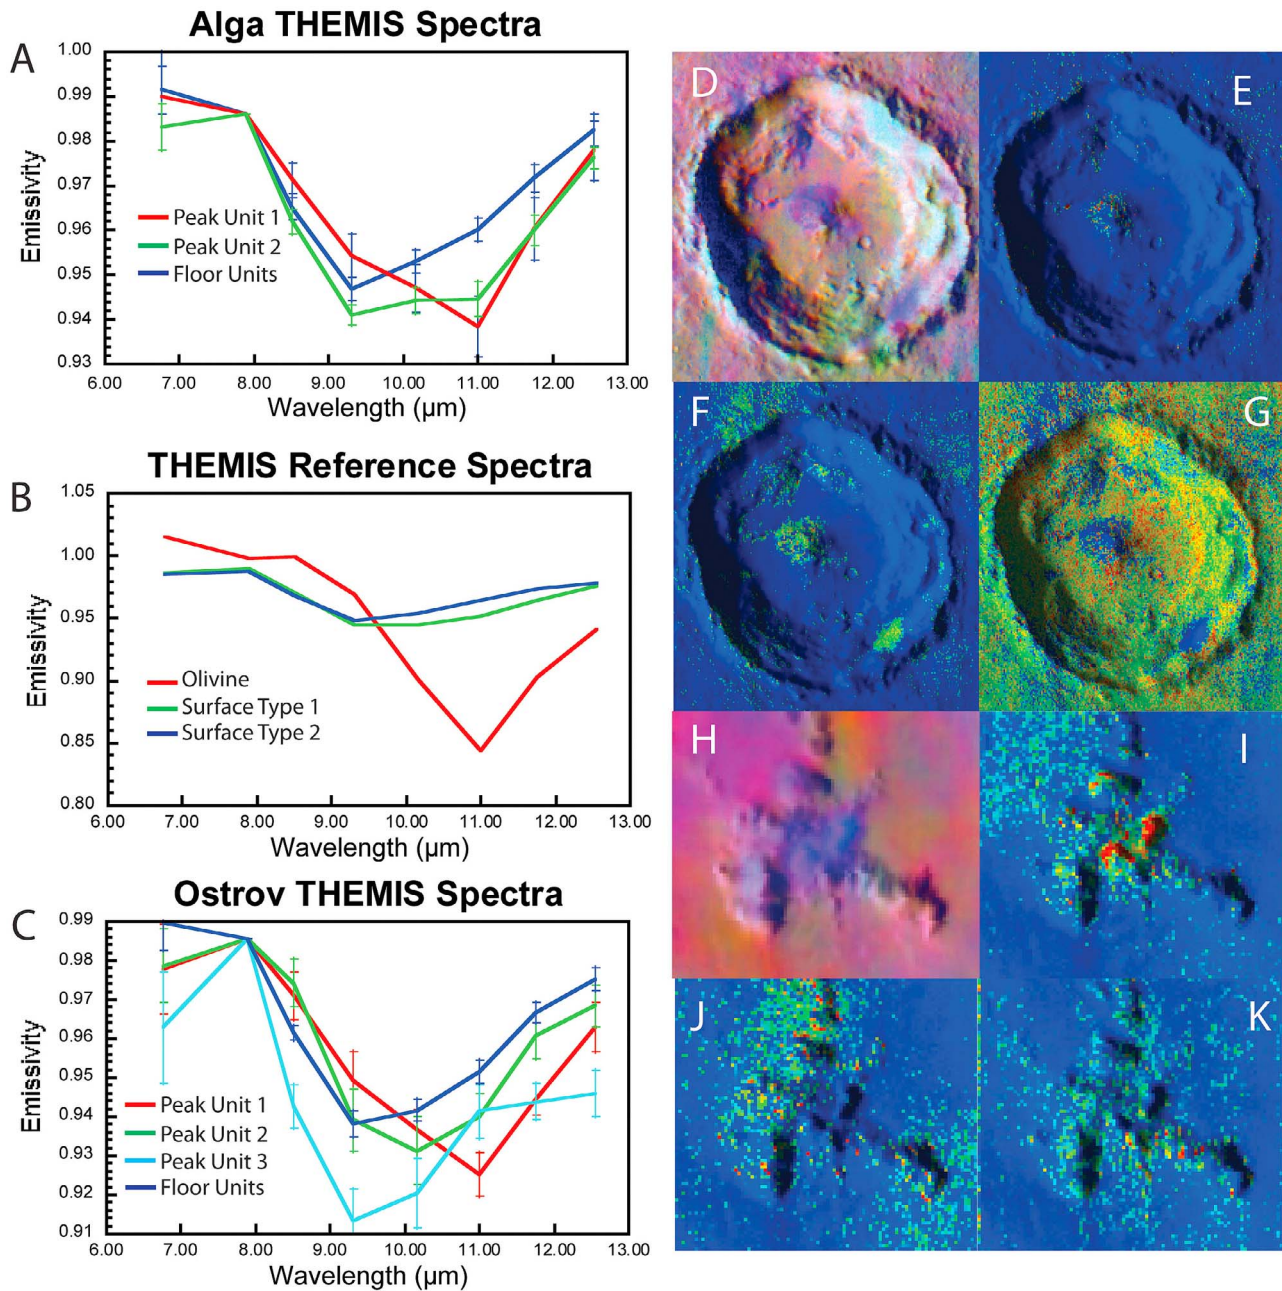 A
Alga THEMIS Spectra
1.00
0.99
0.98
0.97
0.96
0.95
0.94
0.93
Emissivity
Peak Unit 1
Peak Unit 2
Floor Units
6.00 7.00 8.00 9.00 10.00 11.00 12.00 13.00
Wavelength (µm)
B
THEMIS Reference Spectra
1.05
1.00
0.95
0.90
0.85
0.80
Emissivity
Olivine
Surface Type 1
Surface Type 2
6.00 7.00 8.00 9.00 10.00 11.00 12.00 13.00
Wavelength (µm)
C
Ostrov THEMIS Spectra
0.99
0.98
0.97
0.96
0.95
0.94
0.93
0.92
0.91
Emissivity
Peak Unit 1
Peak Unit 2
Peak Unit 3
Floor Units
6.00 7.00 8.00 9.00 10.00 11.00 12.00 13.00
Wavelength (µm)
D
E
F
G
H
I
J
K